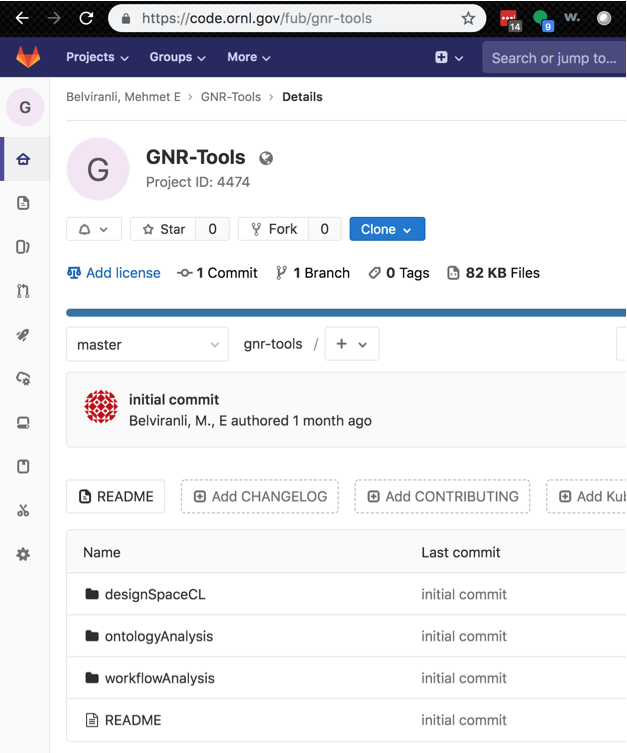 https://code.ornl.gov/fub/gnr-tools
14
9
w.
Projects Groups More Search or jump to...
G
Belviranli, Mehmet E > GNR-Tools > Details
G
GNR-Tools
Project ID: 4474
Star 0 Fork 0 Clone
Add license 1 Commit 1 Branch 0 Tags 82 KB Files
master gnr-tools / +
initial commit
Belviranli, M., E authored 1 month ago
README Add CHANGELOG Add CONTRIBUTING Add Kub
Name Last commit
designSpaceCL initial commit
ontologyAnalysis initial commit
workflowAnalysis initial commit
README initial commit